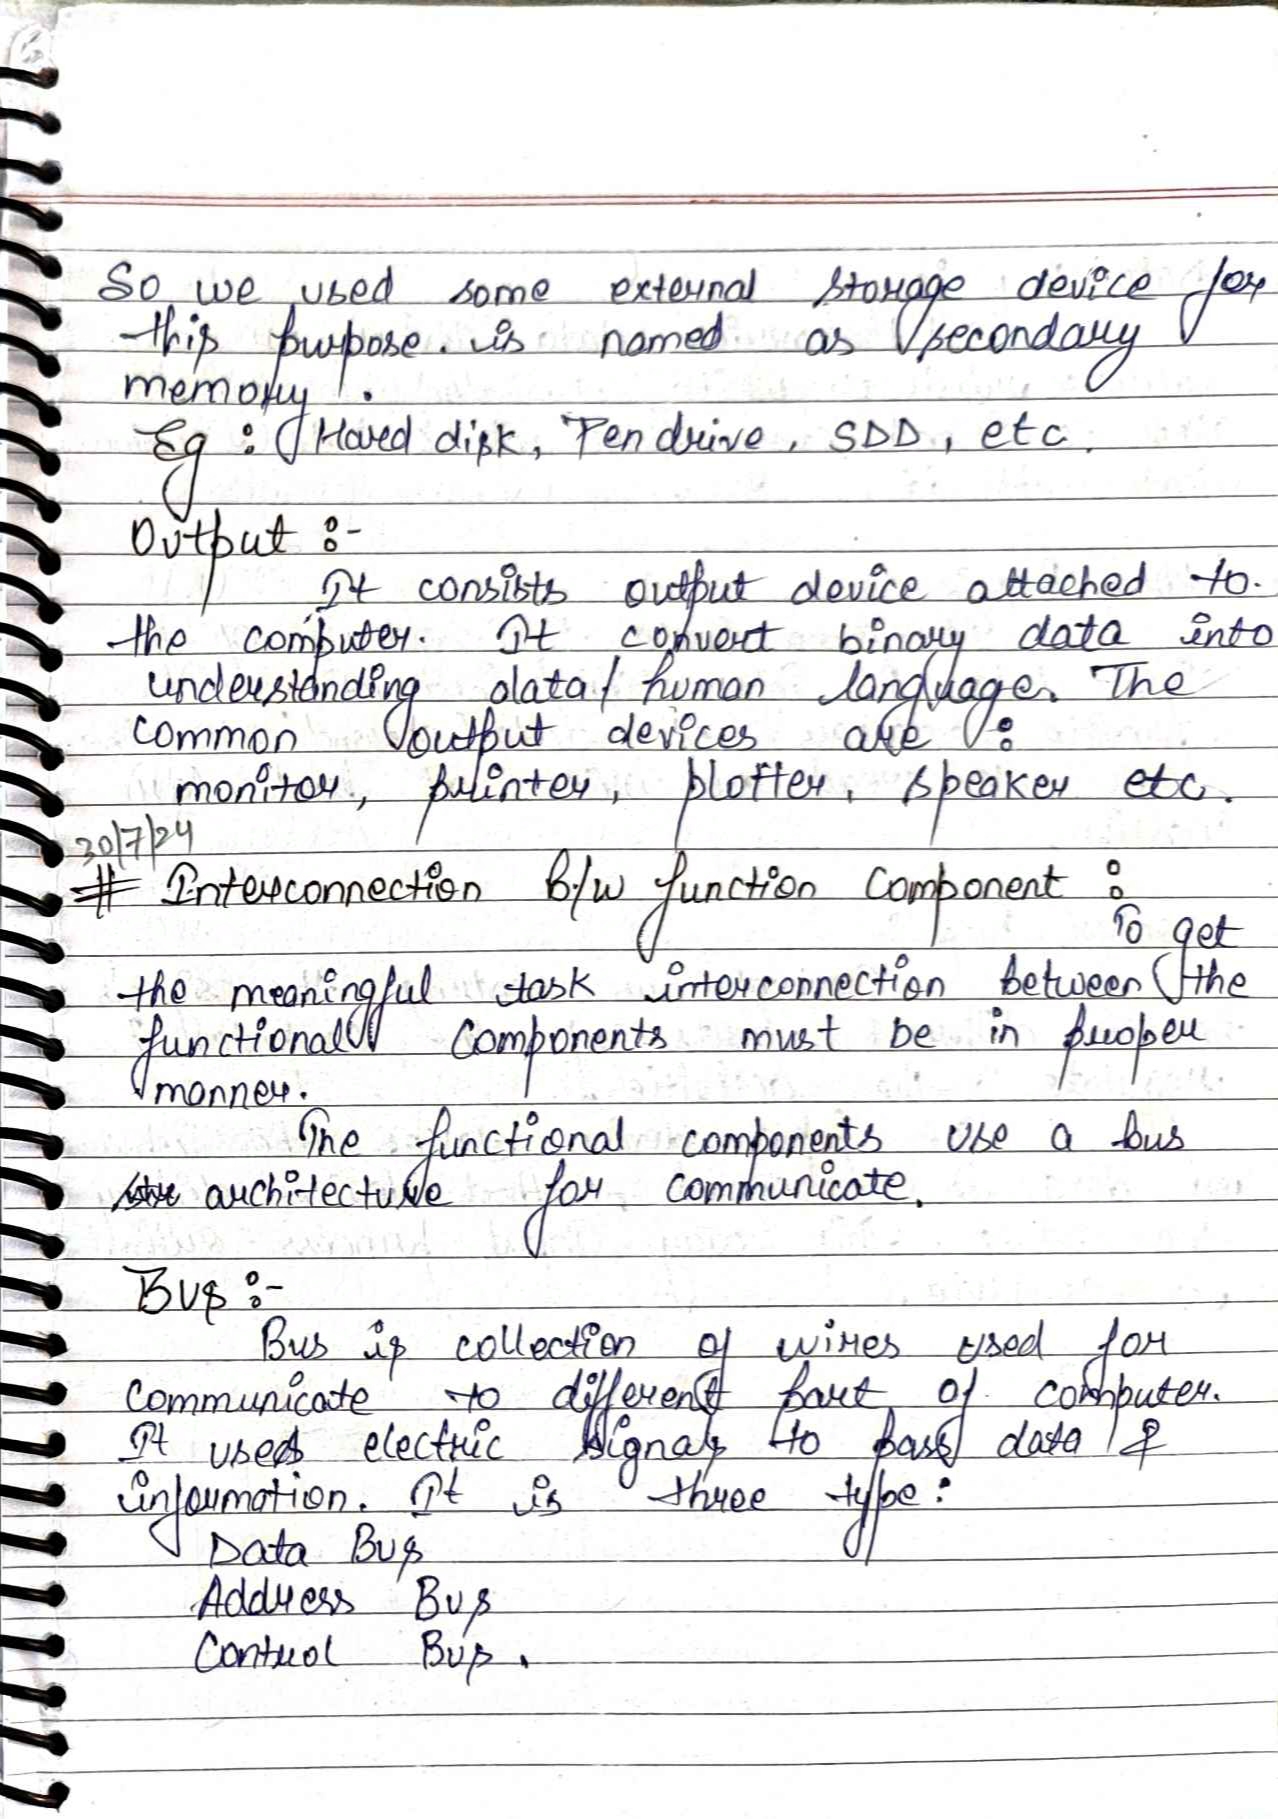 So we used some external storage device for
this purpose. is named as secondary
memory.
Eg : Hard disk, Pen drive, SDD, etc.
Output :-
It consists output device attached to.
the computer. It convert binary data into
understanding data/ human language. The
common output devices are :
monitor, printer, plotter, speaker etc.
30/7/24
# Interconnection B/w function Component :
To get
the meaningful task interconnection between the
functional components must be in proper
manner.
The functional components use a bus
architecture for communicate.
Bus :-
Bus is collection of wires used for
communicate to different part of computer.
It used electric signals to pass data &
information. It is three type :
Data Bus
Address Bus
Control Bus.